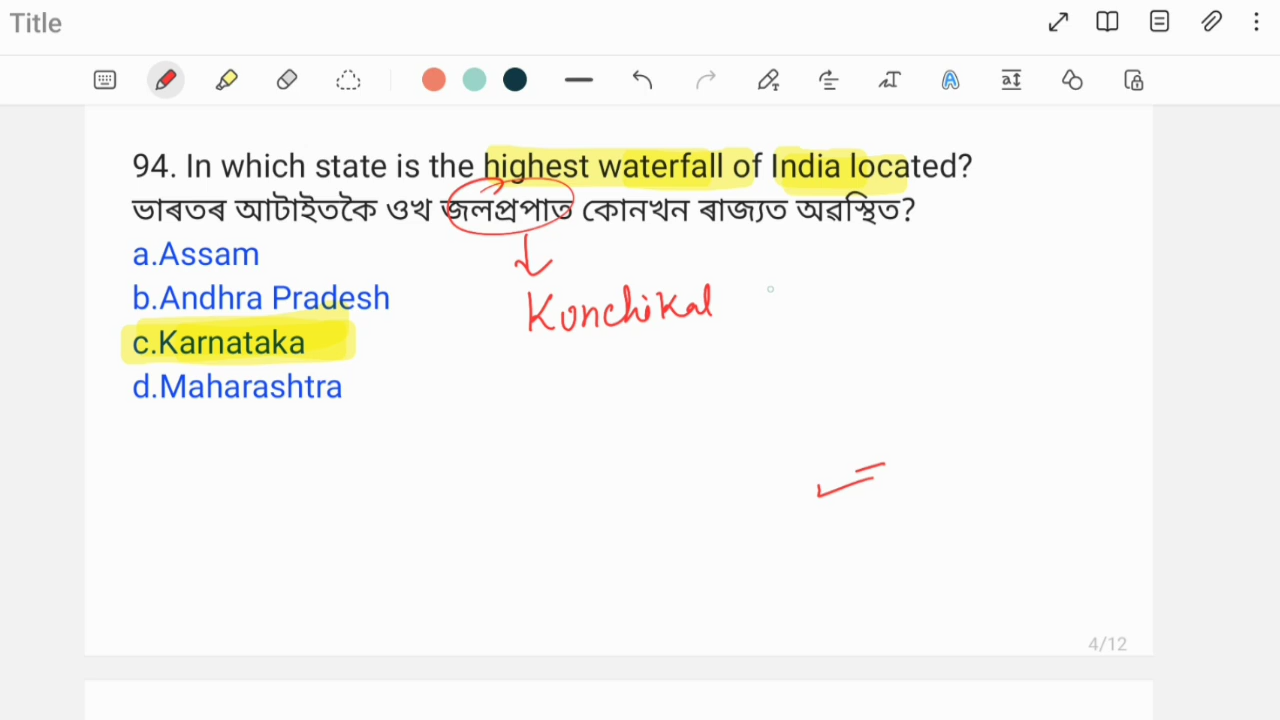 Title
94. In which state is the highest waterfall of India located?
ভাৰতৰ আটাইতকৈ ওখ জলপ্ৰপাত কোনখন ৰাজ্যত অৱস্থিত?
a.Assam
b.Andhra Pradesh
Kunchikal
c.Karnataka
d.Maharashtra
4/12